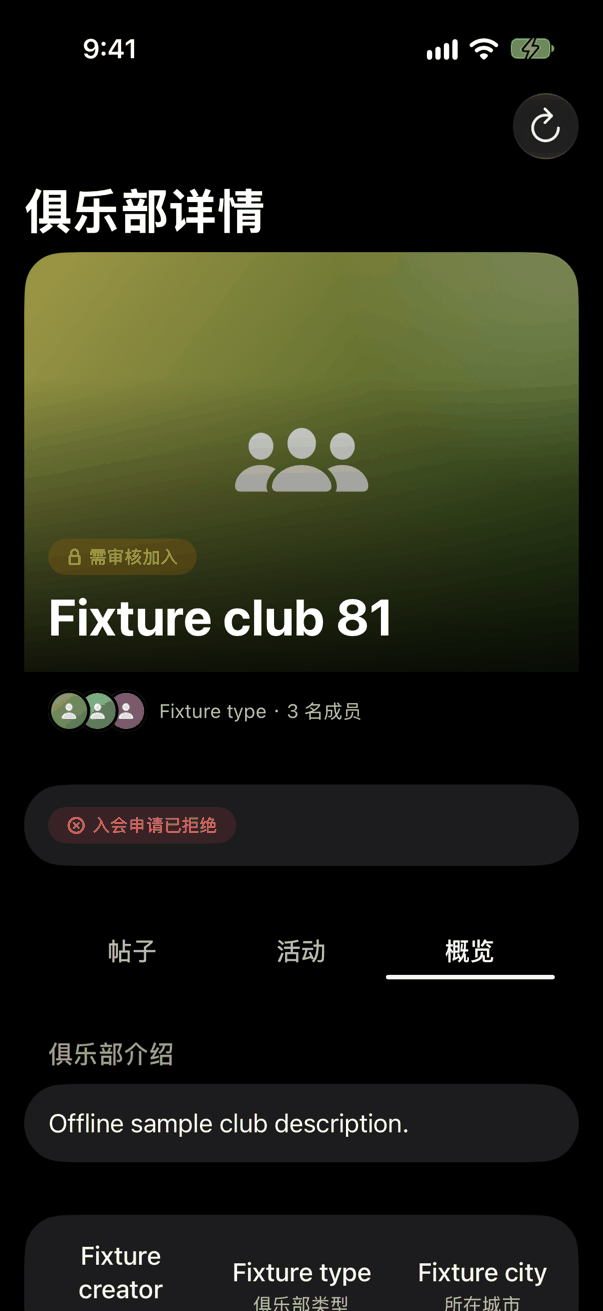 9:41
俱乐部详情
需审核加入
Fixture club 81
Fixture type · 3 名成员
入会申请已拒绝
帖子
活动
概览
俱乐部介绍
Offline sample club description.
Fixture
creator
Fixture type
俱乐部类型
Fixture city
所在城市